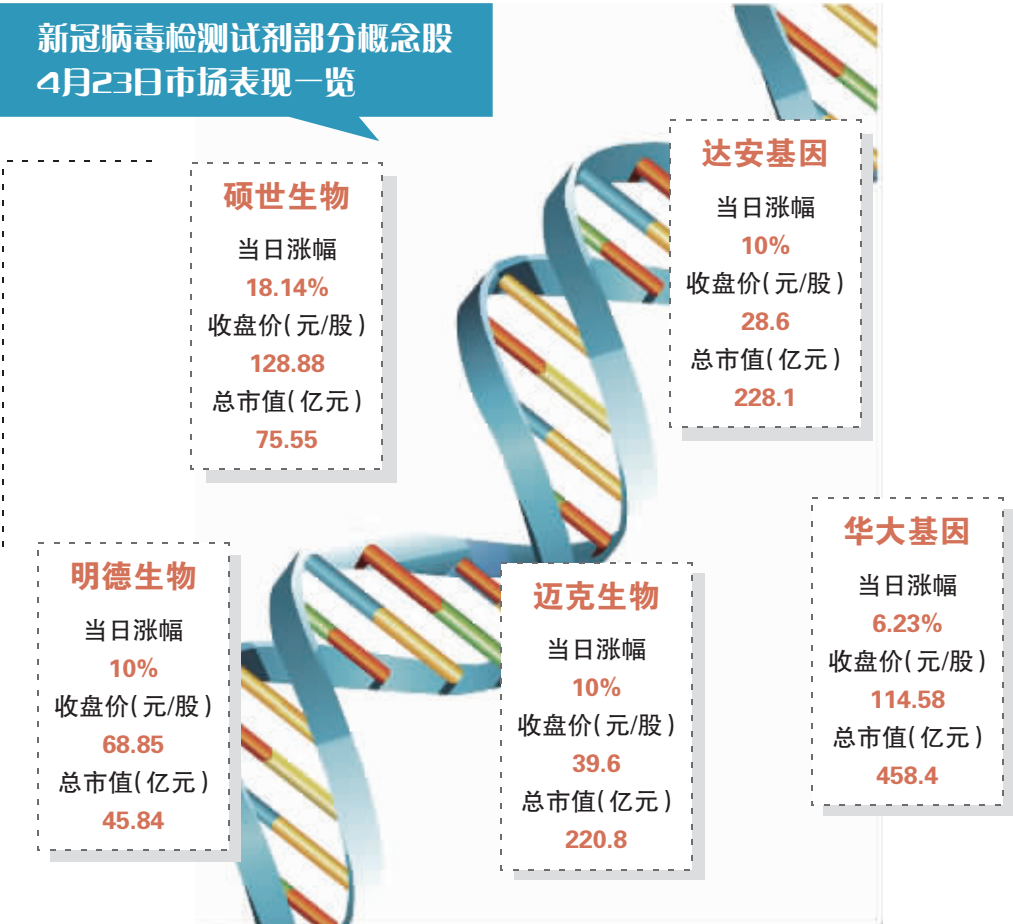 新冠病毒检测试剂部分概念股
4月23日市场表现一览
硕世生物
当日涨幅
18.14%
收盘价(元/股)
128.88
总市值(亿元)
75.55
达安基因
当日涨幅
10%
收盘价(元/股)
28.6
总市值(亿元)
228.1
明德生物
当日涨幅
10%
收盘价(元/股)
68.85
总市值(亿元)
45.84
迈克生物
当日涨幅
10%
收盘价(元/股)
39.6
总市值(亿元)
220.8
华大基因
当日涨幅
6.23%
收盘价(元/股)
114.58
总市值(亿元)
458.4